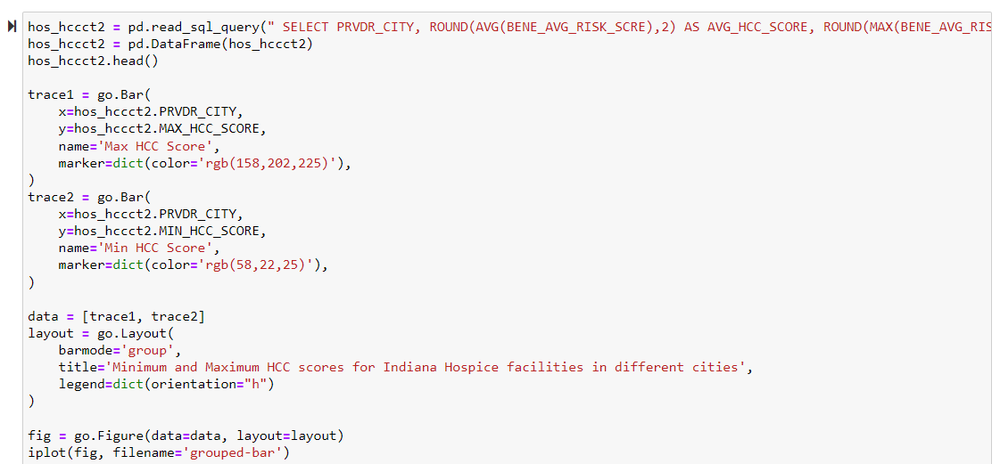 hos_hccct2 = pd.read_sql_query(" SELECT PRVDR_CITY, ROUND(AVG(BENE_AVG_RISK_SCRE),2) AS AVG_HCC_SCORE, ROUND(MAX(BENE_AVG_RIS
hos_hccct2 = pd.DataFrame(hos_hccct2)
hos_hccct2.head()
trace1 = go.Bar(
    x=hos_hccct2.PRVDR_CITY,
    y=hos_hccct2.MAX_HCC_SCORE,
    name='Max HCC Score',
    marker=dict(color='rgb(158,202,225)'),
)
trace2 = go.Bar(
    x=hos_hccct2.PRVDR_CITY,
    y=hos_hccct2.MIN_HCC_SCORE,
    name='Min HCC Score',
    marker=dict(color='rgb(58,22,25)'),
)
data = [trace1, trace2]
layout = go.Layout(
    barmode='group',
    title='Minimum and Maximum HCC scores for Indiana Hospice facilities in different cities',
    legend=dict(orientation="h")
)
fig = go.Figure(data=data, layout=layout)
iplot(fig, filename='grouped-bar')